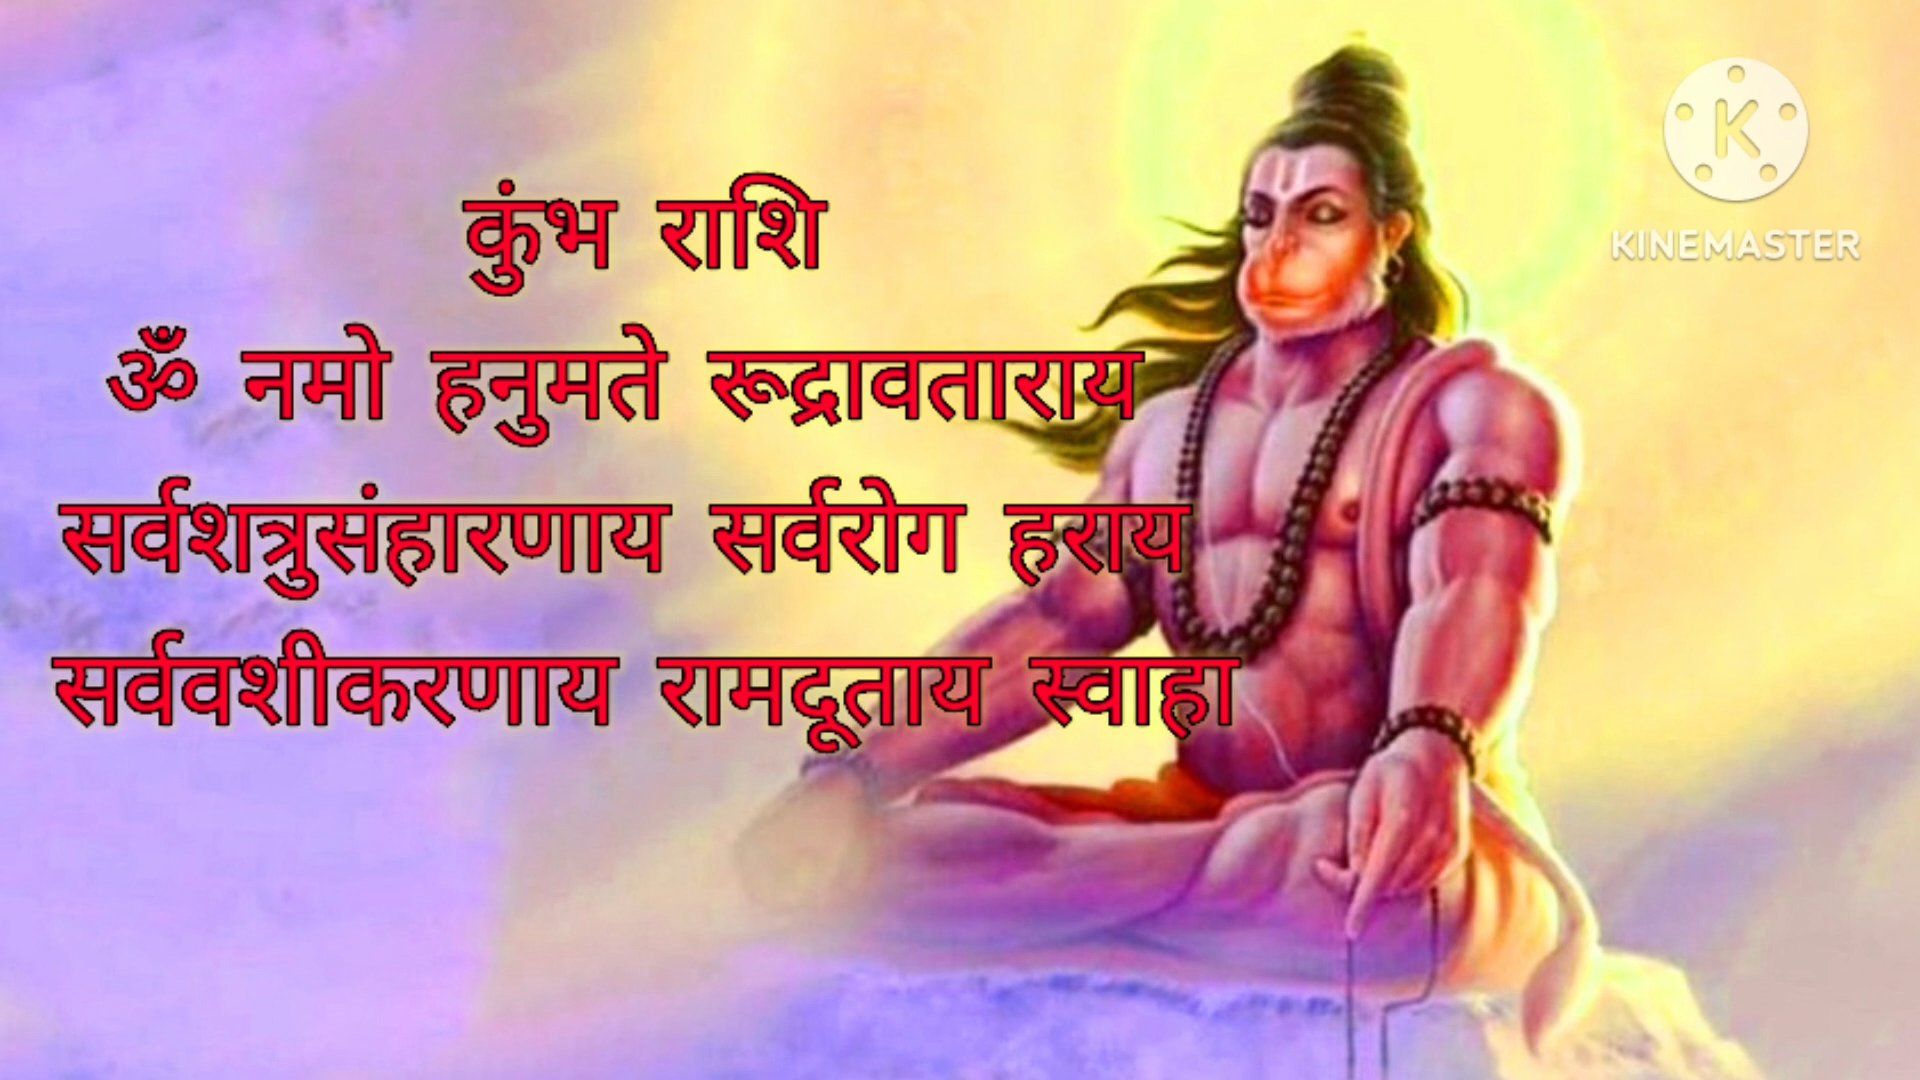 कुंभ राशि
ॐ नमो हनुमते रूद्रावताराय
सर्वशत्रुसंहारणाय सर्वरोग हराय
सर्ववशीकरणाय रामदूताय स्वाहा
K
KINEMASTER